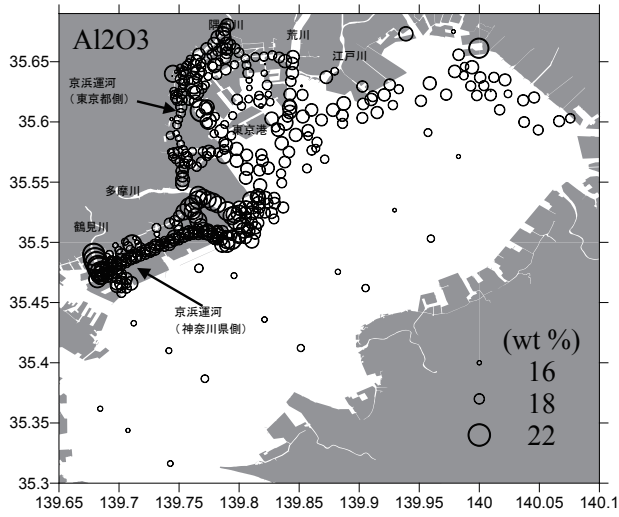 Al2O3
隅田川
荒川
江戸川
京浜運河
（東京都側）
東京港
多摩川
鶴見川
京浜運河
（神奈川県側）
(wt %)
16
18
22
35.65
35.6
35.55
35.5
35.45
35.4
35.35
35.3
139.65 139.7 139.75 139.8 139.85 139.9 139.95 140 140.05 140.1